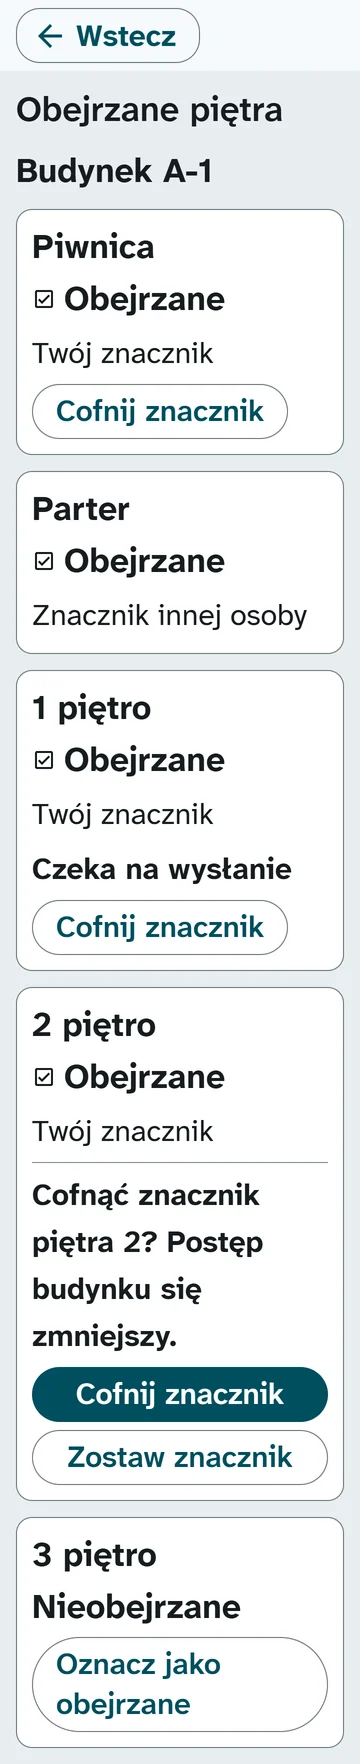 ← Wstecz
Obejrzane piętra
Budynek A-1
Piwnica
☑ Obejrzane
Twój znacznik
Cofnij znacznik
Parter
☑ Obejrzane
Znacznik innej osoby
1 piętro
☑ Obejrzane
Twój znacznik
Czeka na wysłanie
Cofnij znacznik
2 piętro
☑ Obejrzane
Twój znacznik
Cofnąć znacznik
piętra 2? Postęp
budynku się
zmniejszy.
Cofnij znacznik
Zostaw znacznik
3 piętro
Nieobejrzane
Oznacz jako
obejrzane